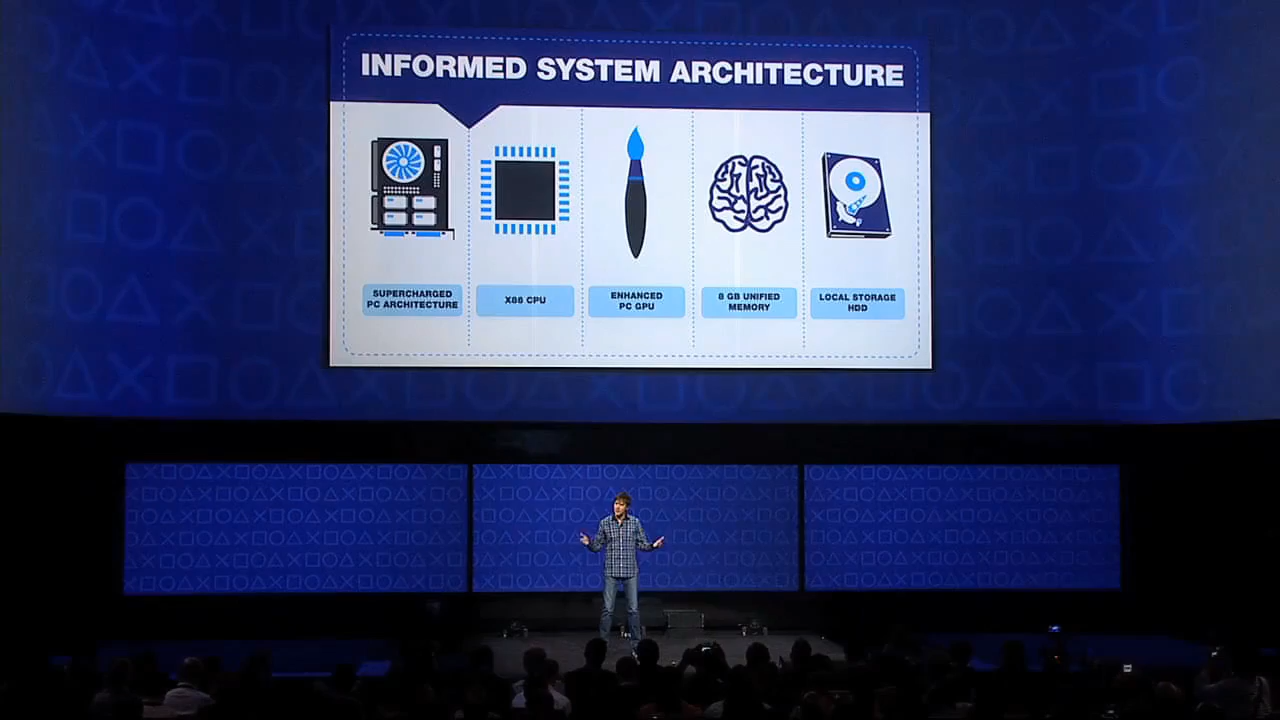 INFORMED SYSTEM ARCHITECTURE
SUPERCHARGED
PC ARCHITECTURE
X86 CPU
ENHANCED
PC GPU
8 GB UNIFIED
MEMORY
LOCAL STORAGE
HDD